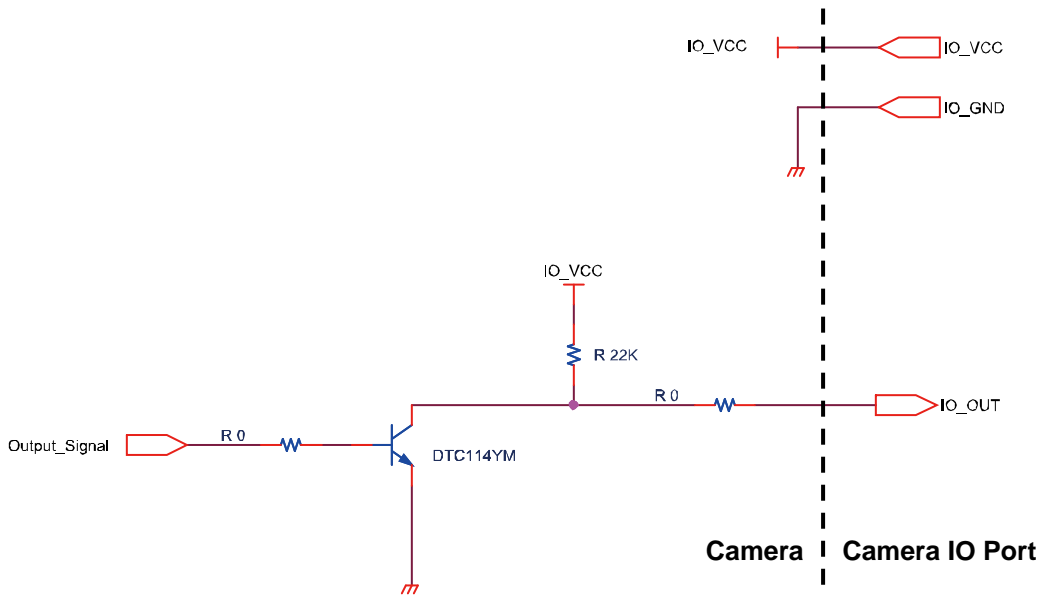 IO_VCC
IO_VCC
IO_GND
IO_VCC
R 22K
R 0
IO_OUT
Output_Signal
R 0
DTC114YM
Camera
Camera IO Port